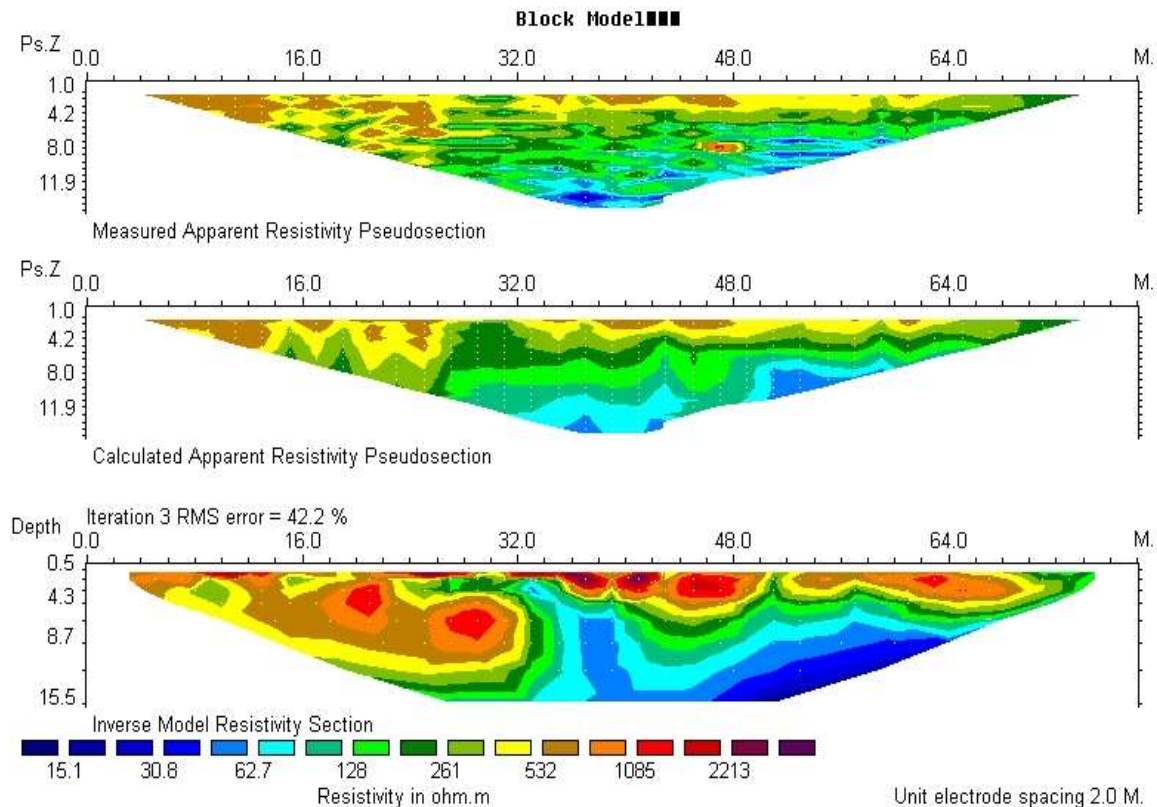 Block Model
Ps.Z 0.0 16.0 32.0 48.0 64.0 M.
1.0
4.2
8.0
11.9
Measured Apparent Resistivity Pseudosection
Ps.Z 0.0 16.0 32.0 48.0 64.0 M.
1.0
4.2
8.0
11.9
Calculated Apparent Resistivity Pseudosection
Iteration 3 RMS error = 42.2 %
Depth 0.0 16.0 32.0 48.0 64.0 M.
0.5
4.3
8.7
15.5
Inverse Model Resistivity Section
15.1 30.8 62.7 128 261 532 1085 2213
Resistivity in ohm.m Unit electrode spacing 2.0 M.